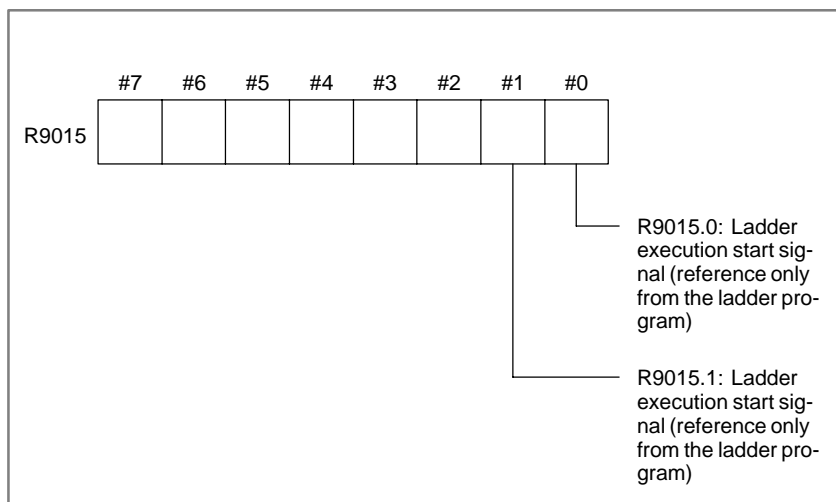 #7 #6 #5 #4 #3 #2 #1 #0
R9015
R9015.0: Ladder
execution start sig-
nal (reference only
from the ladder pro-
gram)
R9015.1: Ladder
execution start sig-
nal (reference only
from the ladder pro-
gram)